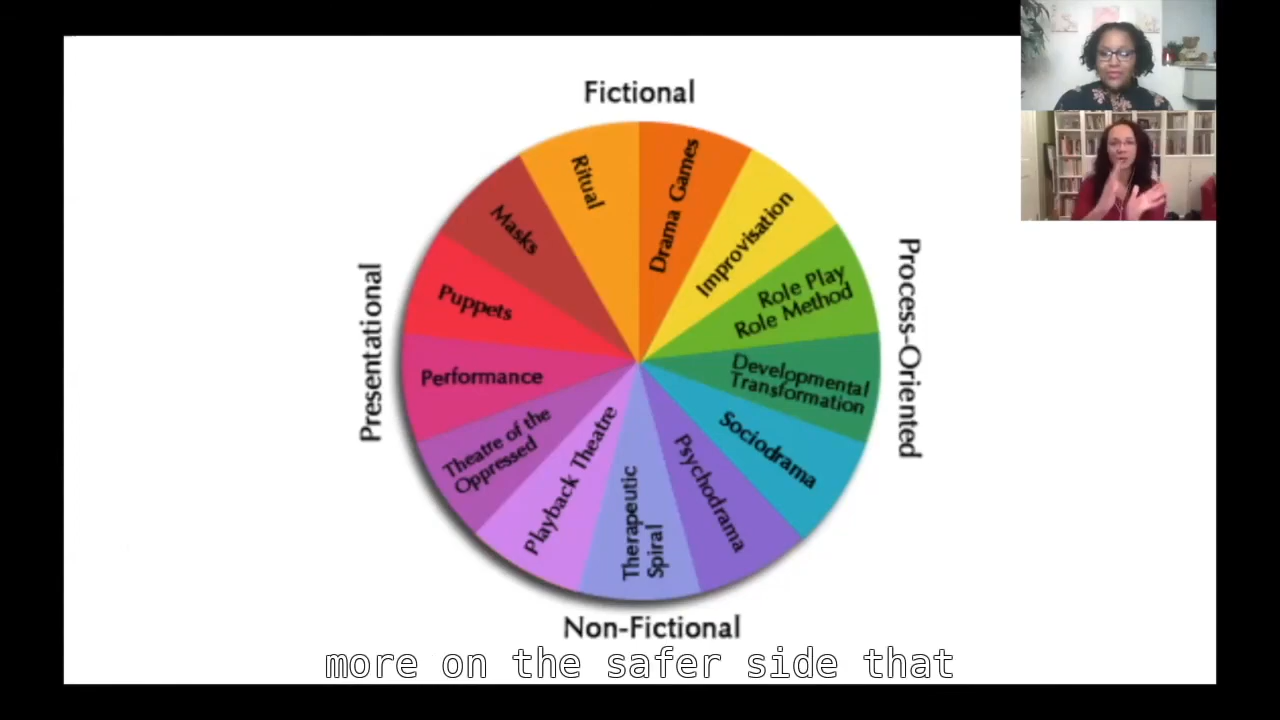 Fictional
Ritual
Drama Games
Masks
Improvisation
Puppets
Role Play
Role Method
Presentational
Process-Oriented
Performance
Developmental
Transformation
Theatre of the
Oppressed
Sociodrama
Playback Theatre
Therapeutic
Spiral
Psychodrama
Non-Fictional
more on the safer side that